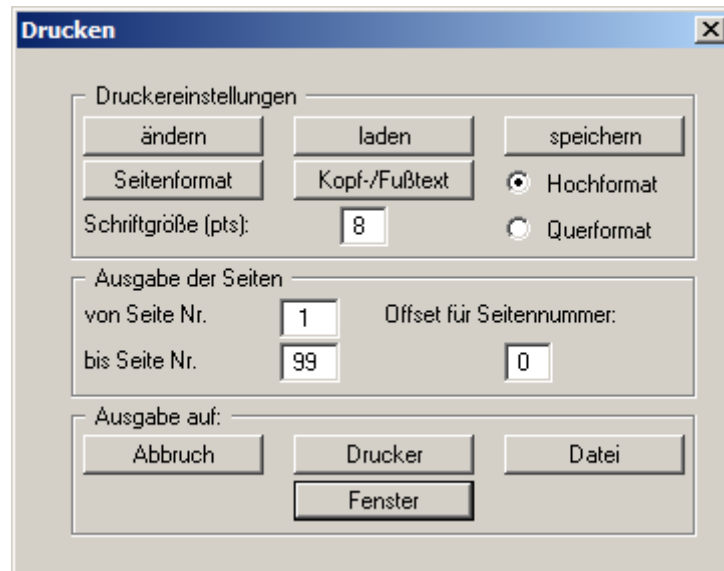 Drucken
Druckereinstellungen
ändern laden speichern
Seitenformat Kopf-/Fußtext Hochformat
Schriftgröße (pts): 8 Querformat
Ausgabe der Seiten
von Seite Nr. 1 Offset für Seitennummer:
bis Seite Nr. 99 0
Ausgabe auf:
Abbruch Drucker Datei
Fenster